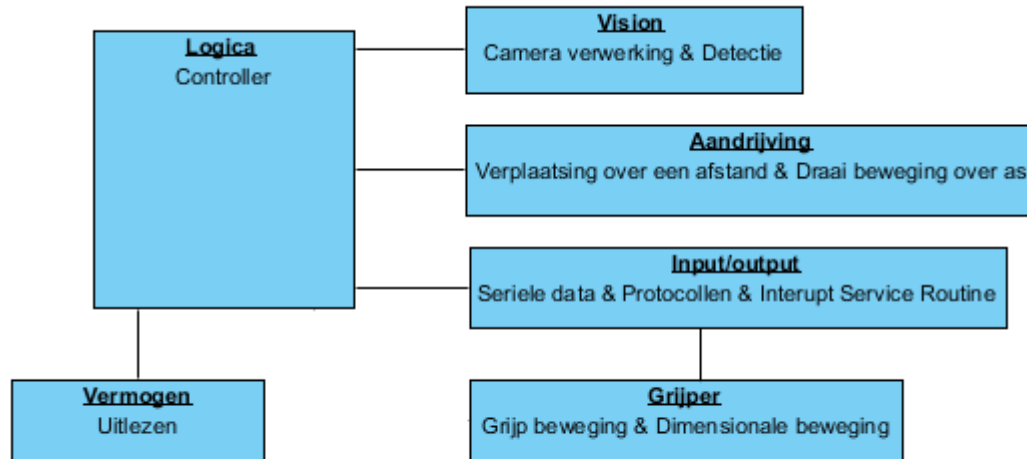 Logica
Controller
Vision
Camera verwerking & Detectie
Aandrijving
Verplaatsing over een afstand & Draai beweging over as
Input/output
Seriele data & Protocollen & Interupt Service Routine
Vermogen
Uitlezen
Grijper
Grijp beweging & Dimensionale beweging